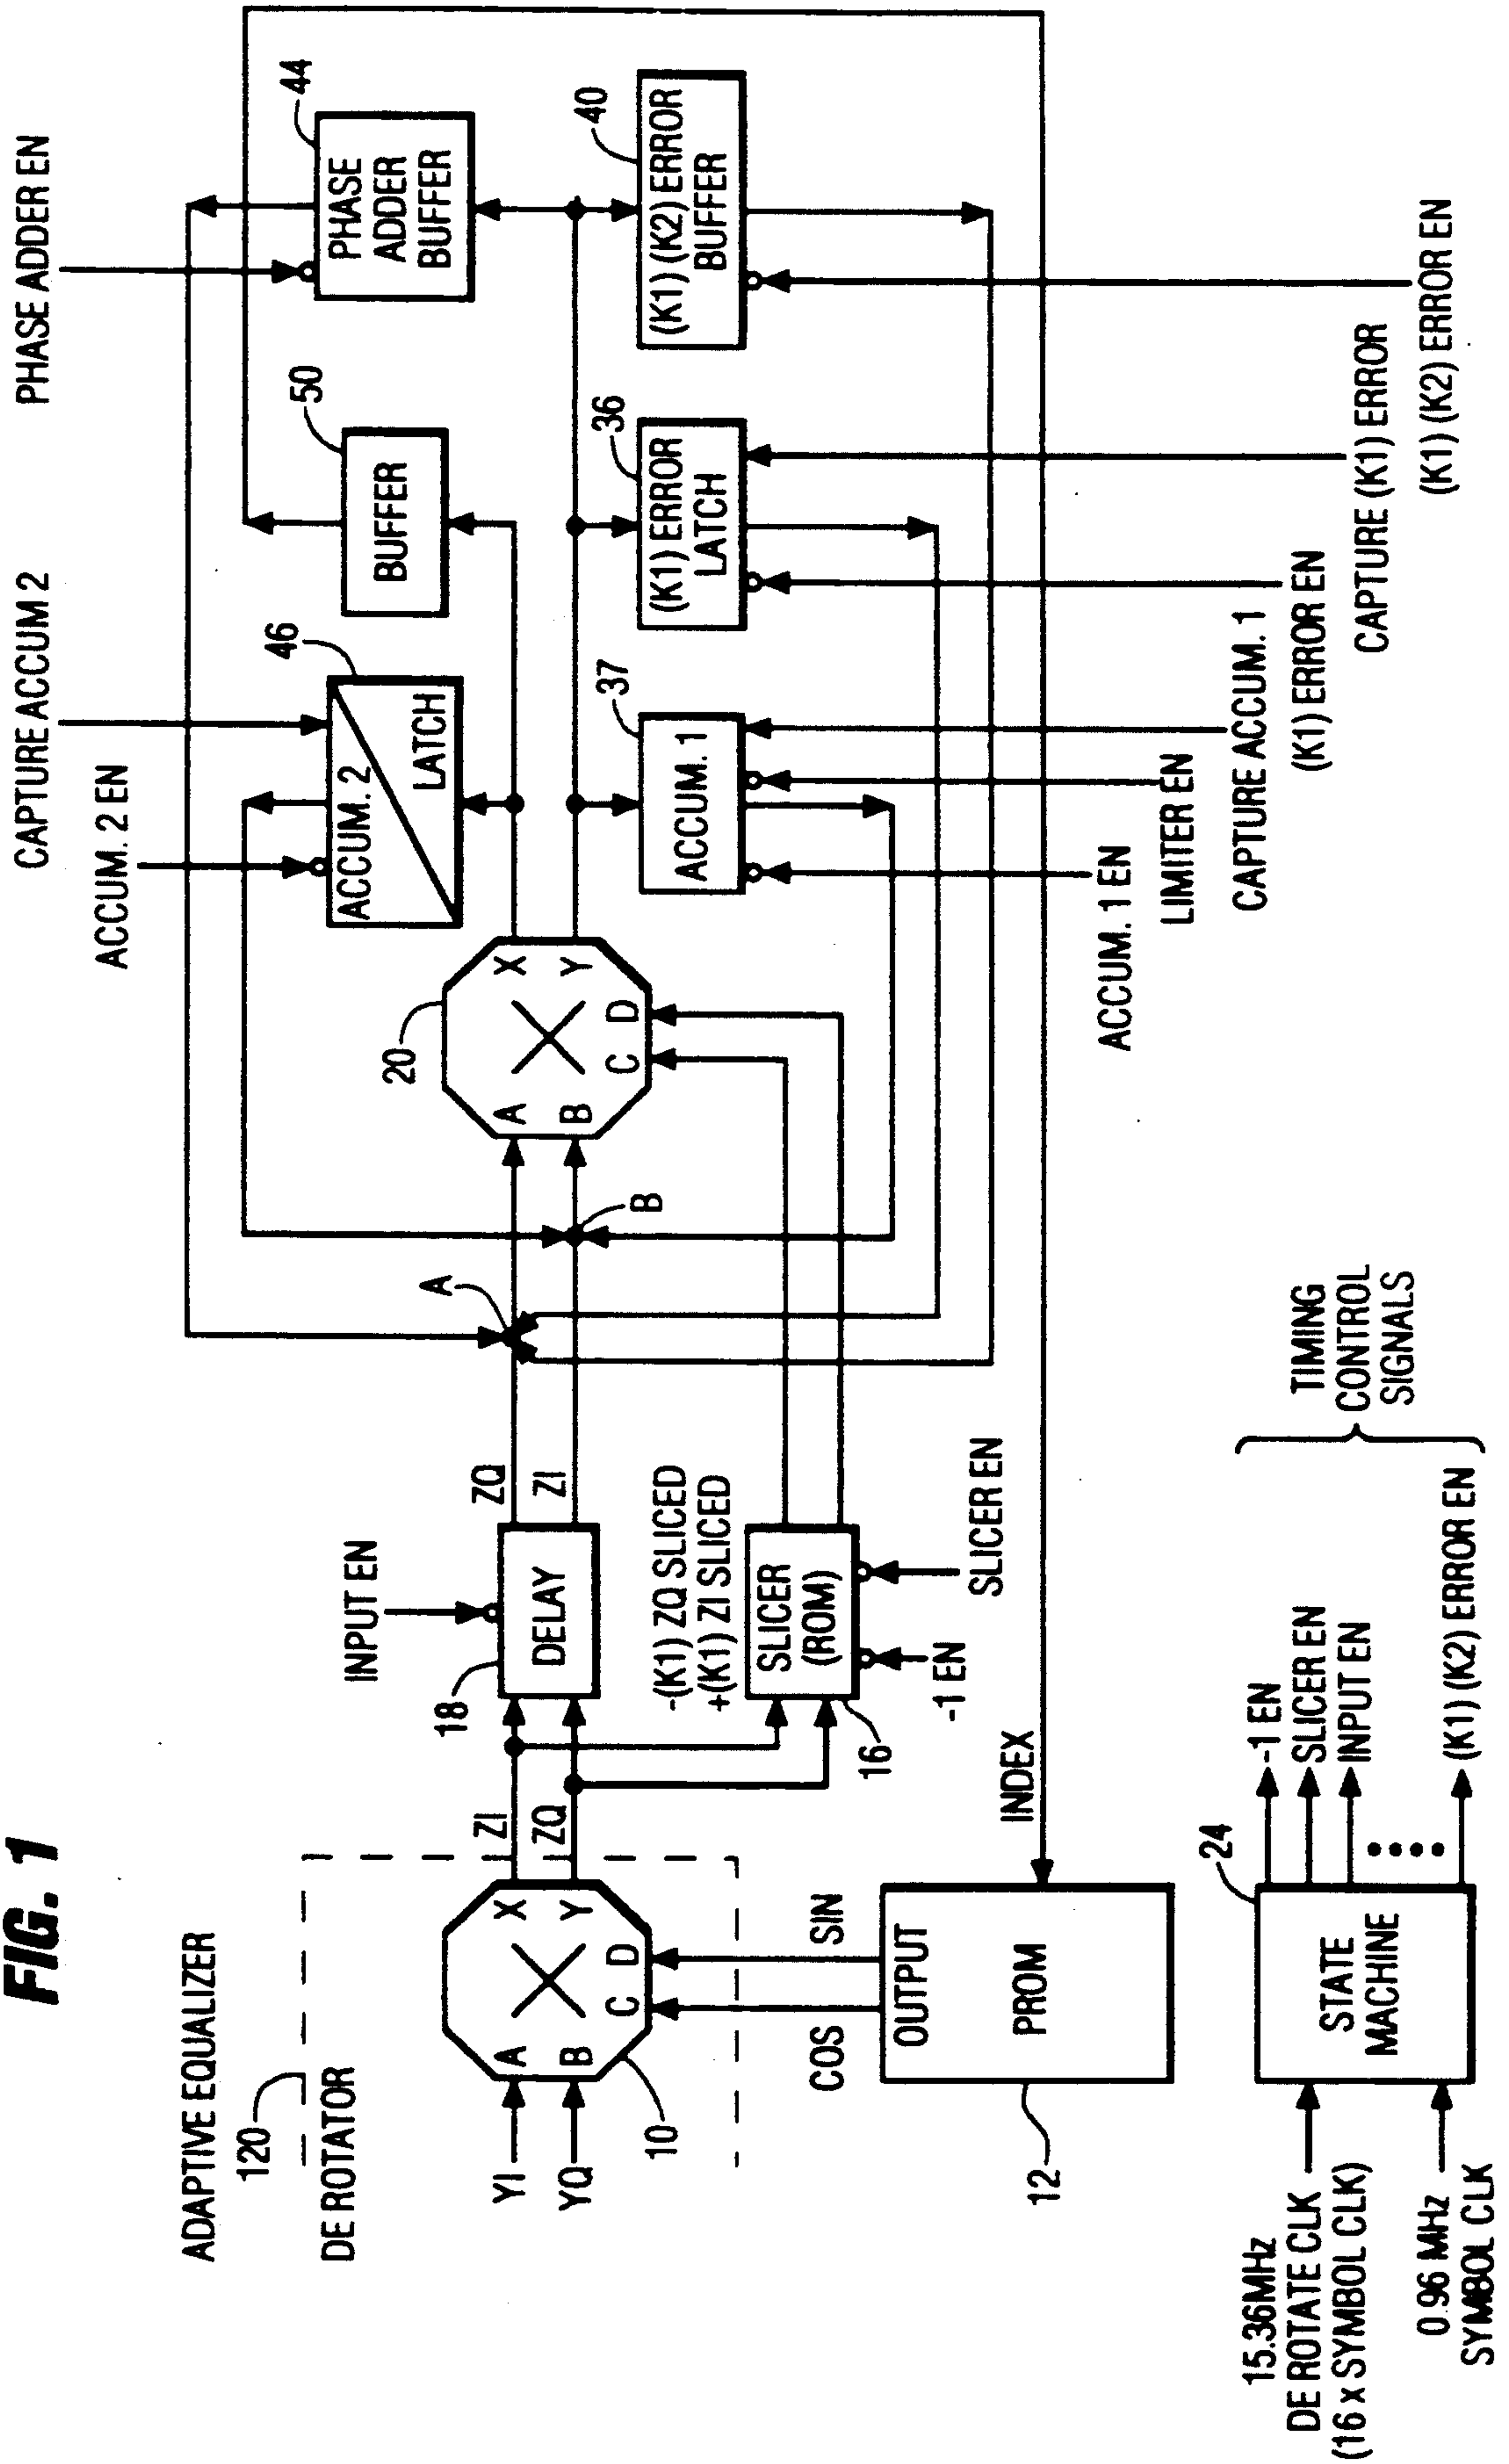 FIG. 1
ADAPTIVE EQUALIZER
120
DE ROTATOR
YI
YQ
A
B
C
D
X
Y
10
COS
SIN
OUTPUT
PROM
12
INDEX
ZI
ZQ
INPUT EN
18
DELAY
ZQ
ZI
-(K1) ZQ SLICED
+(K1) ZI SLICED
SLICER
(ROM)
16
-1 EN
SLICER EN
A
B
20
A
B
C
D
X
Y
ACCUM. 2 EN
CAPTURE ACCUM 2
46
ACCUM. 2
LATCH
50
BUFFER
PHASE ADDER EN
44
PHASE
ADDER
BUFFER
37
ACCUM. 1
36
(K1) ERROR
LATCH
40
(K1) (K2) ERROR
BUFFER
ACCUM. 1 EN
LIMITER EN
CAPTURE ACCUM. 1
(K1) ERROR EN
CAPTURE (K1) ERROR
(K1) (K2) ERROR EN
15.36MHz
DE ROTATE CLK
(16 x SYMBOL CLK)
0.96 MHz
SYMBOL CLK
STATE
MACHINE
24
-1 EN
SLICER EN
INPUT EN
(K1) (K2) ERROR EN
TIMING
CONTROL
SIGNALS